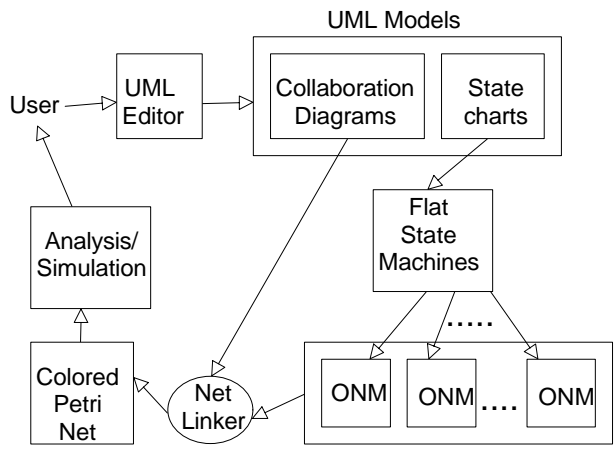 UML Models
User
UML
Editor
Collaboration
Diagrams
State
charts
Analysis/
Simulation
Flat
State
Machines
.....
Colored
Petri
Net
Net
Linker
ONM
ONM
....
ONM